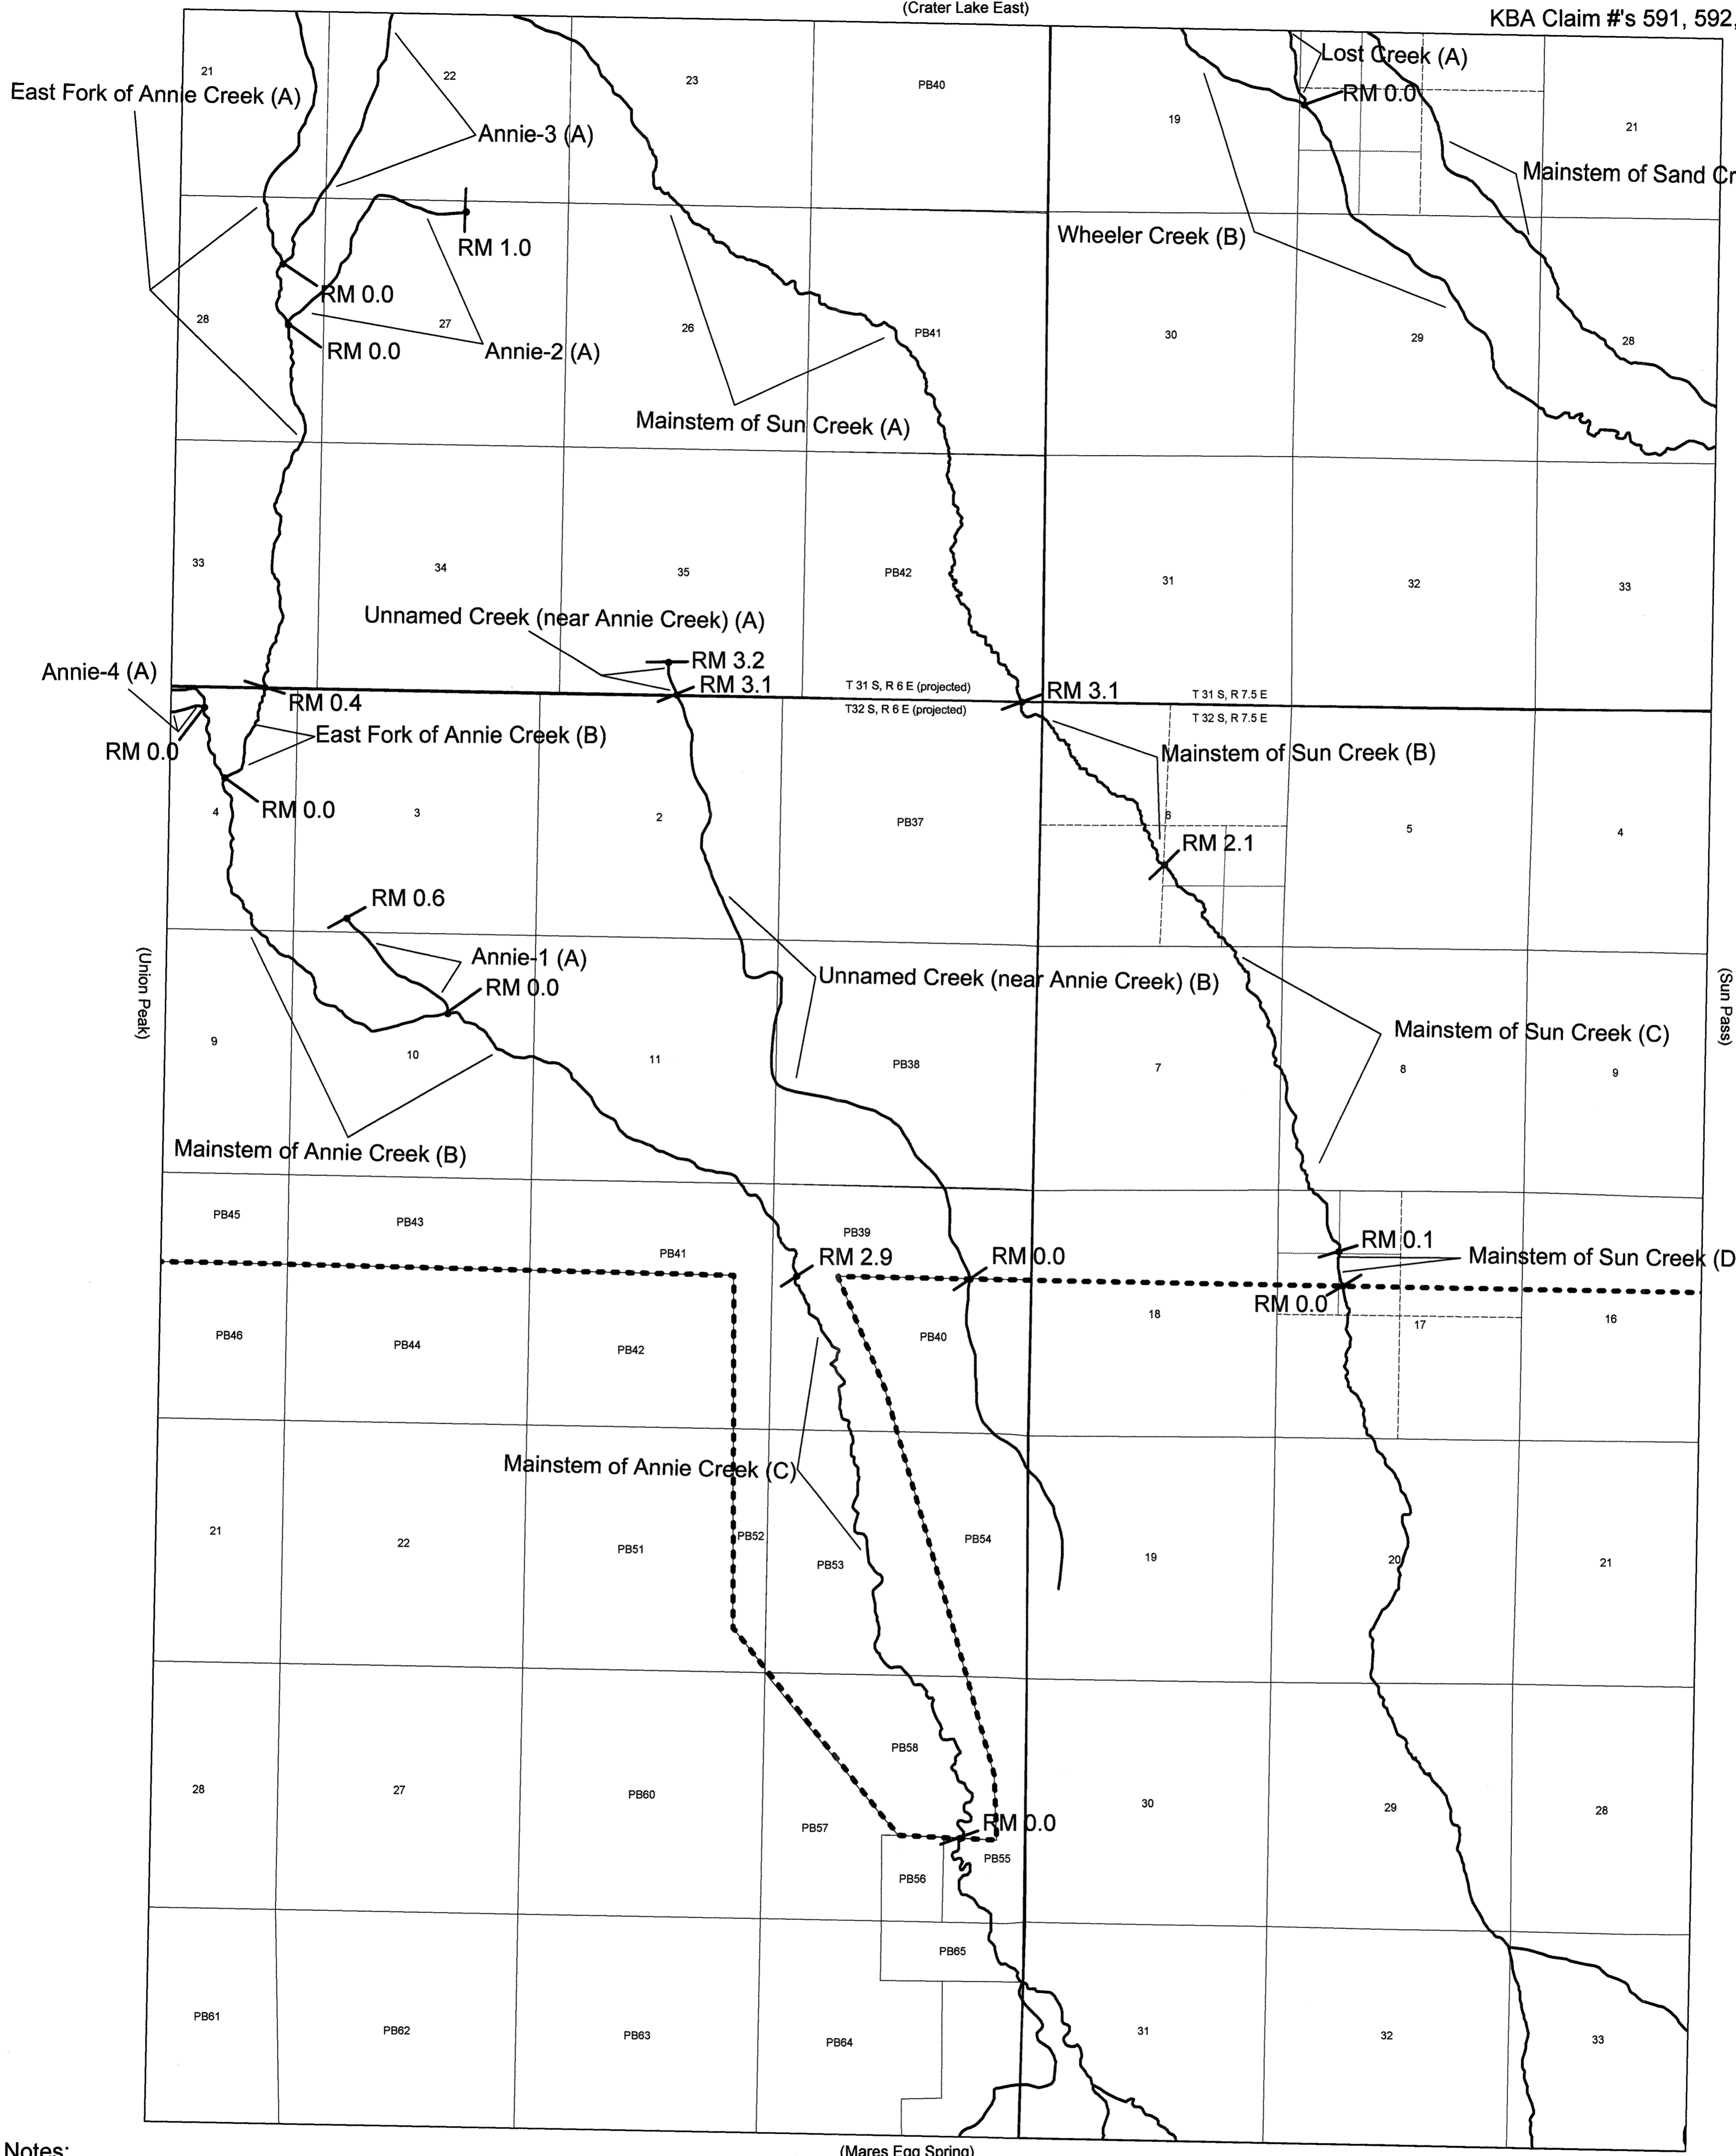 (Crater Lake East)
KBA Claim #'s 591, 592,
21
22
23
PB40
19
21
East Fork of Annie Creek (A)
Annie-3 (A)
Lost Creek (A)
RM 0.0
Mainstem of Sand Cr
RM 1.0
Wheeler Creek (B)
RM 0.0
28
27
26
PB41
30
29
28
RM 0.0
Annie-2 (A)
Mainstem of Sun Creek (A)
33
34
35
PB42
31
32
33
Unnamed Creek (near Annie Creek) (A)
Annie-4 (A)
RM 3.2
RM 3.1
RM 0.4
T 31 S, R 6 E (projected)
T32 S, R 6 E (projected)
RM 3.1
T 31 S, R 7.5 E
T 32 S, R 7.5 E
East Fork of Annie Creek (B)
RM 0.0
Mainstem of Sun Creek (B)
RM 0.0
4
3
2
PB37
6
5
4
RM 2.1
RM 0.6
Annie-1 (A)
RM 0.0
Unnamed Creek (near Annie Creek) (B)
(Union Peak)
(Sun Pass)
Mainstem of Sun Creek (C)
9
10
11
PB38
7
8
9
Mainstem of Annie Creek (B)
PB45
PB43
PB41
PB39
RM 2.9
RM 0.0
RM 0.1
Mainstem of Sun Creek (D
RM 0.0
PB46
PB44
PB42
PB40
18
17
16
Mainstem of Annie Creek (C)
21
22
PB51
PB52
PB53
PB54
19
20
21
28
27
PB60
PB57
PB58
30
29
28
RM 0.0
PB56
PB55
PB65
PB61
PB62
PB63
PB64
31
32
33
Notes:
(Mares Egg Spring)